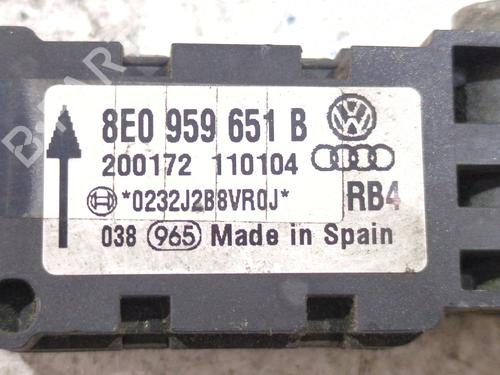 8E0 959 651 B
200172 110104
*0232J2B8VR0J* RB4
038 965 Made in Spain